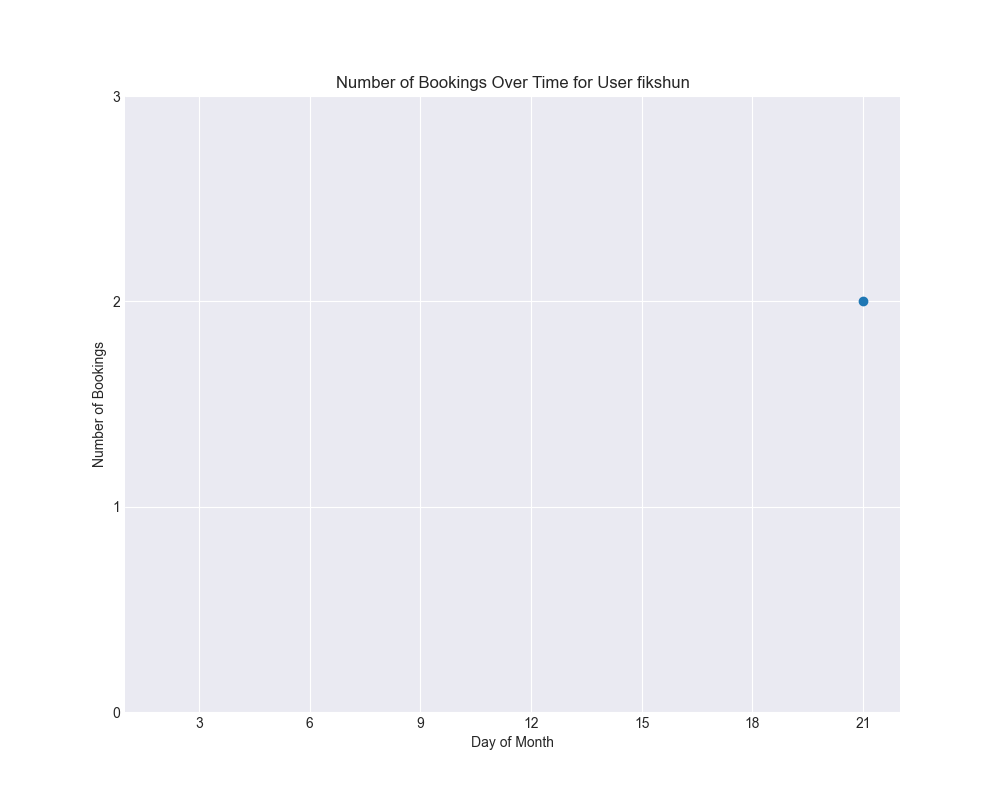 Number of Bookings Over Time for User fikshun
3
2
1
0
Number of Bookings
3 6 9 12 15 18 21
Day of Month